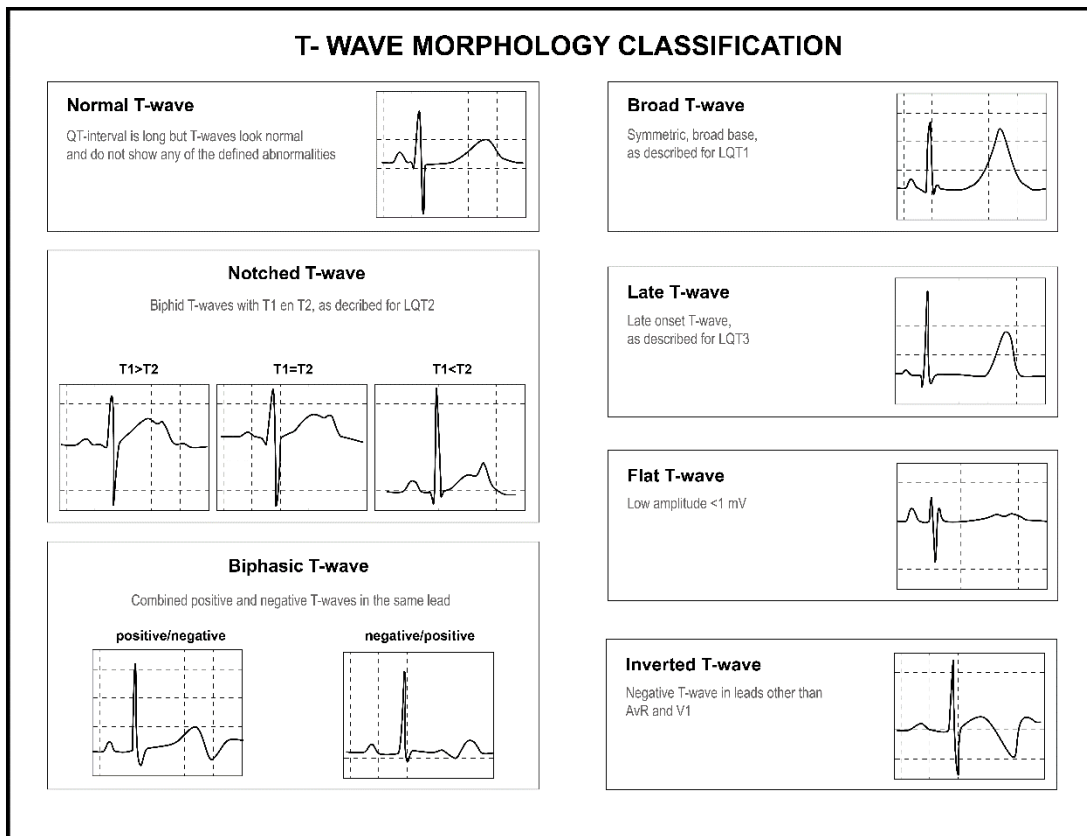 T- WAVE MORPHOLOGY CLASSIFICATION
Normal T-wave
QT-interval is long but T-waves look normal
and do not show any of the defined abnormalities
Notched T-wave
Biphid T-waves with T1 en T2, as decribed for LQT2
T1>T2
T1=T2
T1<T2
Biphasic T-wave
Combined positive and negative T-waves in the same lead
positive/negative
negative/positive
Broad T-wave
Symmetric, broad base,
as described for LQT1
Late T-wave
Late onset T-wave,
as described for LQT3
Flat T-wave
Low amplitude <1 mV
Inverted T-wave
Negative T-wave in leads other than
AvR and V1